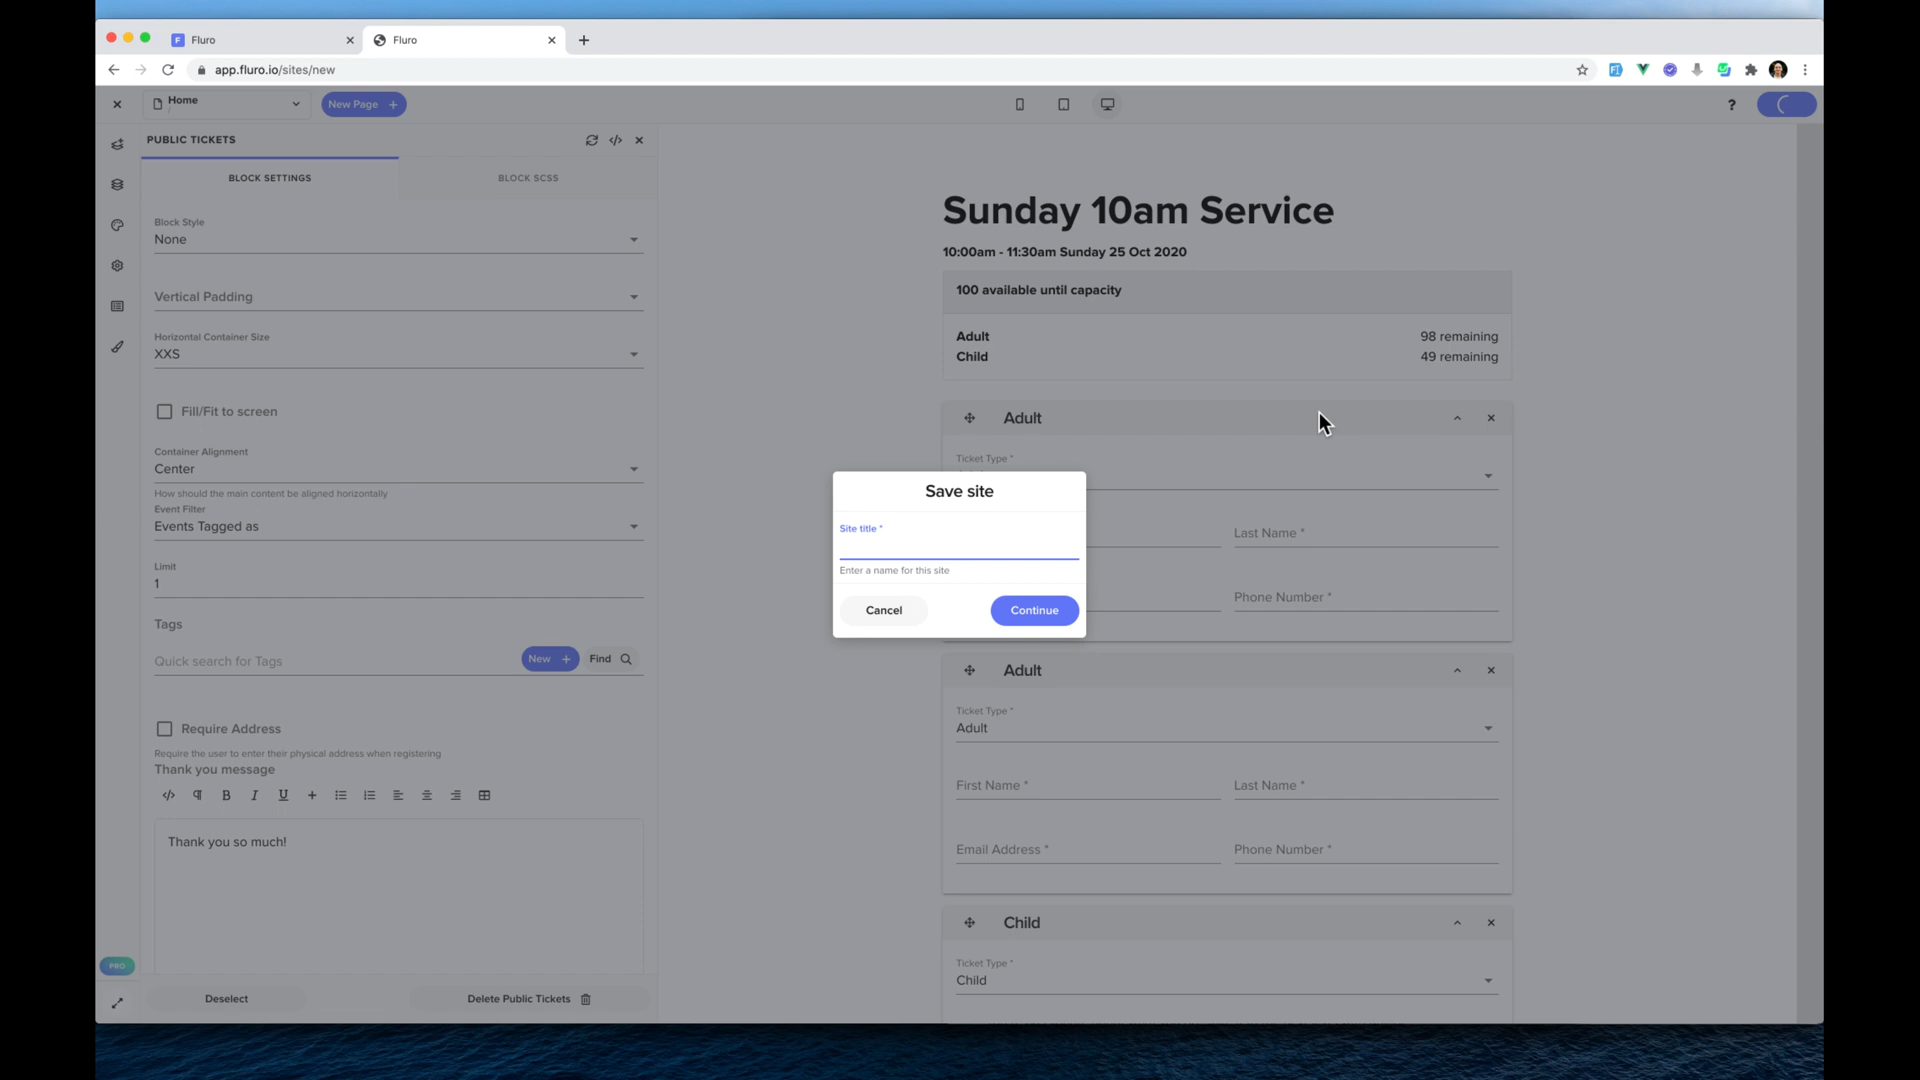 Fluro
Fluro
app.fluro.io/sites/new
Home
/
New Page +
?
PUBLIC TICKETS
BLOCK SETTINGS
BLOCK SCSS
Block Style
None
Vertical Padding
Horizontal Container Size
XXS
Fill/Fit to screen
Container Alignment
Center
How should the main content be aligned horizontally
Event Filter
Events Tagged as
Limit
1
Tags
Quick search for Tags
New +
Find
Require Address
Require the user to enter their physical address when registering
Thank you message
Thank you so much!
PRO
Deselect
Delete Public Tickets
Sunday 10am Service
10:00am - 11:30am Sunday 25 Oct 2020
100 available until capacity
Adult 98 remaining
Child 49 remaining
Adult
Ticket Type *
Last Name *
Phone Number *
Save site
Site title *
Enter a name for this site
Cancel
Continue
Adult
Ticket Type *
Adult
First Name *
Last Name *
Email Address *
Phone Number *
Child
Ticket Type *
Child